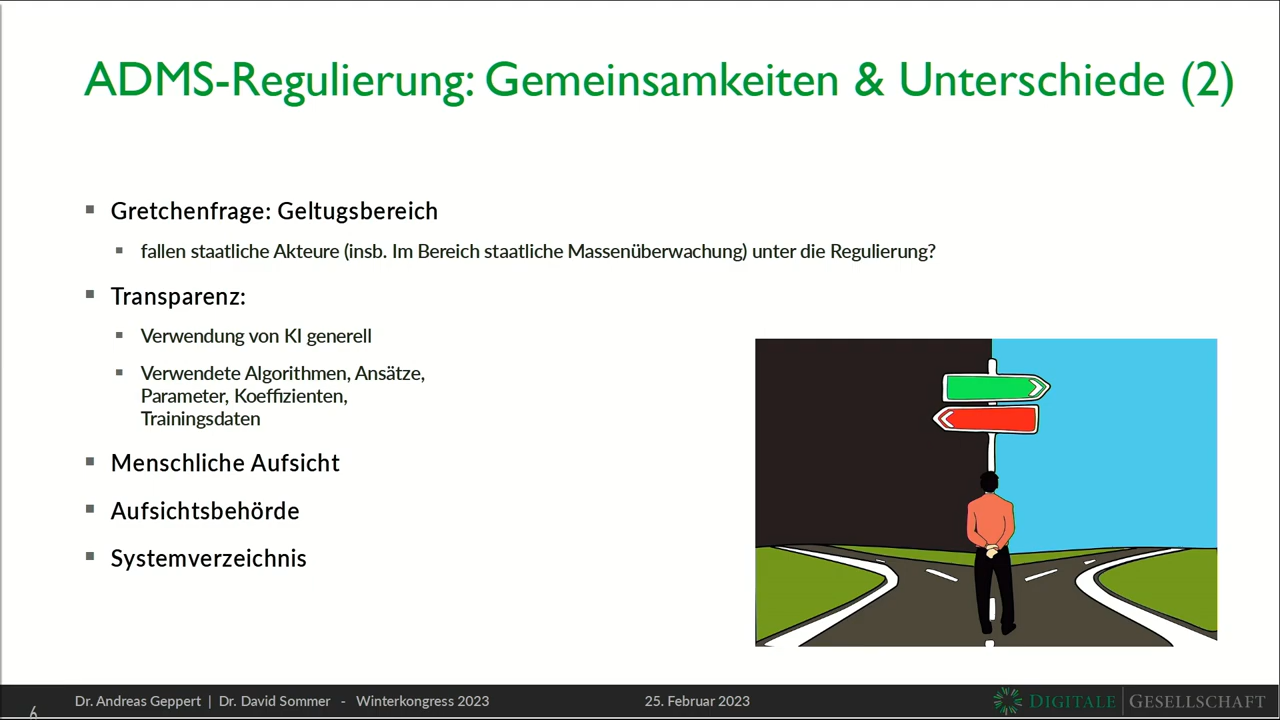 ADMS-Regulierung: Gemeinsamkeiten & Unterschiede (2)
Gretchenfrage: Geltugsbereich
fallen staatliche Akteure (insb. Im Bereich staatliche Massenüberwachung) unter die Regulierung?
Transparenz:
Verwendung von KI generell
Verwendete Algorithmen, Ansätze,
Parameter, Koeffizienten,
Trainingsdaten
Menschliche Aufsicht
Aufsichtsbehörde
Systemverzeichnis
6 Dr. Andreas Geppert | Dr. David Sommer - Winterkongress 2023 25. Februar 2023 DIGITALE GESELLSCHAFT